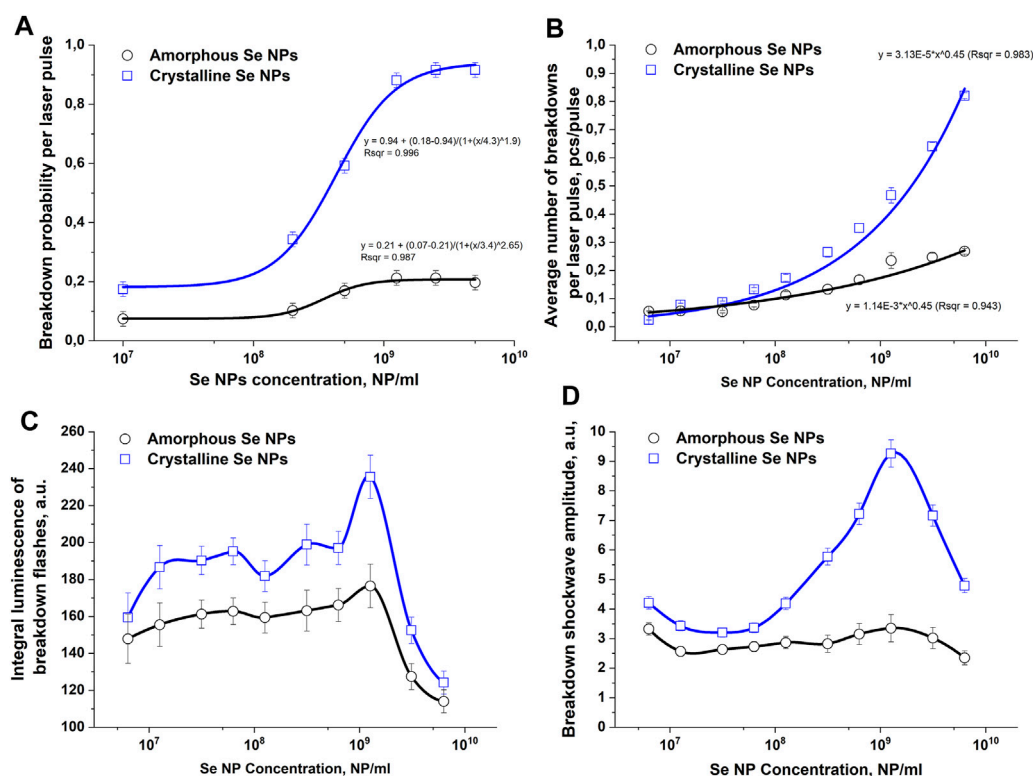 A
Amorphous Se NPs
Crystalline Se NPs
Breakdown probability per laser pulse
1,0
0,8
0,6
0,4
0,2
0,0
y = 0.94 + (0.18-0.94)/(1+(x/4.3)^1.9)
Rsqr = 0.996
y = 0.21 + (0.07-0.21)/(1+(x/3.4)^2.65)
Rsqr = 0.987
10^7
10^8
10^9
10^10
Se NPs concentration, NP/ml
B
Amorphous Se NPs
Crystalline Se NPs
Average number of breakdowns
per laser pulse, pcs/pulse
1,0
0,9
0,8
0,7
0,6
0,5
0,4
0,3
0,2
0,1
0,0
y = 3.13E-5*x^0.45 (Rsqr = 0.983)
y = 1.14E-3*x^0.45 (Rsqr = 0.943)
10^7
10^8
10^9
10^10
Se NP Concentration, NP/ml
C
Amorphous Se NPs
Crystalline Se NPs
Integral luminescence of
breakdown flashes, a.u.
260
240
220
200
180
160
140
120
100
10^7
10^8
10^9
10^10
Se NP Concentration, NP/ml
D
Amorphous Se NPs
Crystalline Se NPs
Breakdown shockwave amplitude, a.u,
10
9
8
7
6
5
4
3
2
1
0
10^7
10^8
10^9
10^10
Se NP Concentration, NP/ml